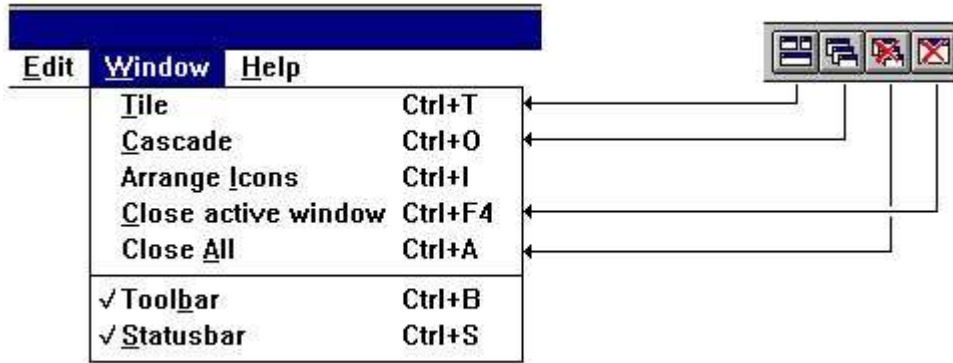 Edit Window Help
Tile Ctrl+T
Cascade Ctrl+O
Arrange Icons Ctrl+I
Close active window Ctrl+F4
Close All Ctrl+A
√ Toolbar Ctrl+B
√ Statusbar Ctrl+S